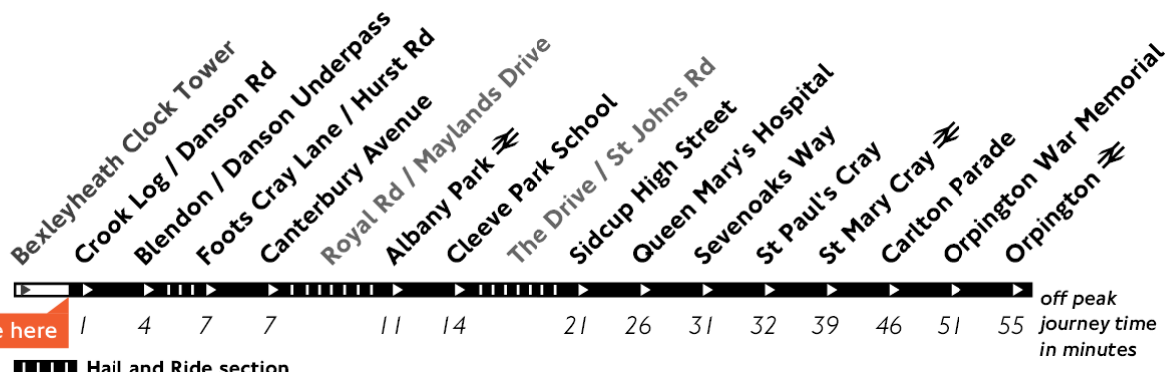 Bexleyheath Clock Tower
Crook Log / Danson Rd
Blendon / Danson Underpass
Foots Cray Lane / Hurst Rd
Canterbury Avenue
Royal Rd / Maylands Drive
Albany Park
Cleeve Park School
The Drive / St Johns Rd
Sidcup High Street
Queen Mary's Hospital
Sevenoaks Way
St Paul's Cray
St Mary Cray
Carlton Parade
Orpington War Memorial
Orpington
e here
1 4 7 7 11 14 21 26 31 32 39 46 51 55
off peak
journey time
in minutes
Hail and Ride section